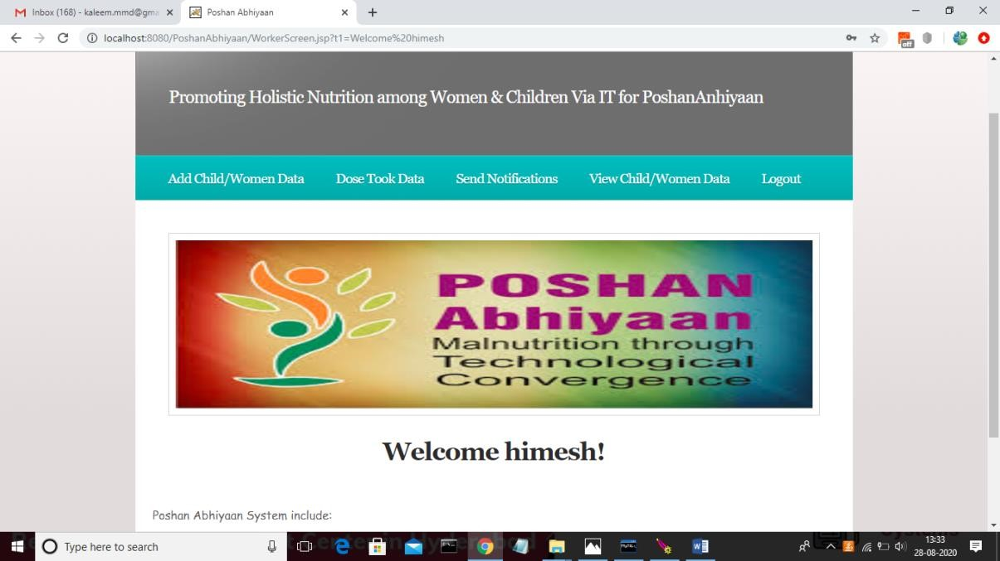 Inbox (168) - kaleem.mmd@gma
Poshan Abhiyaan
localhost:8080/PoshanAbhiyaan/WorkerScreen.jsp?t1=Welcome%20himesh
off
Promoting Holistic Nutrition among Women & Children Via IT for PoshanAnhiyaan
Add Child/Women Data Dose Took Data Send Notifications View Child/Women Data Logout
POSHAN
Abhiyaan
Malnutrition through
Technological
Convergence
Welcome himesh!
Poshan Abhiyaan System include:
Type here to search
13:33
28-08-2020